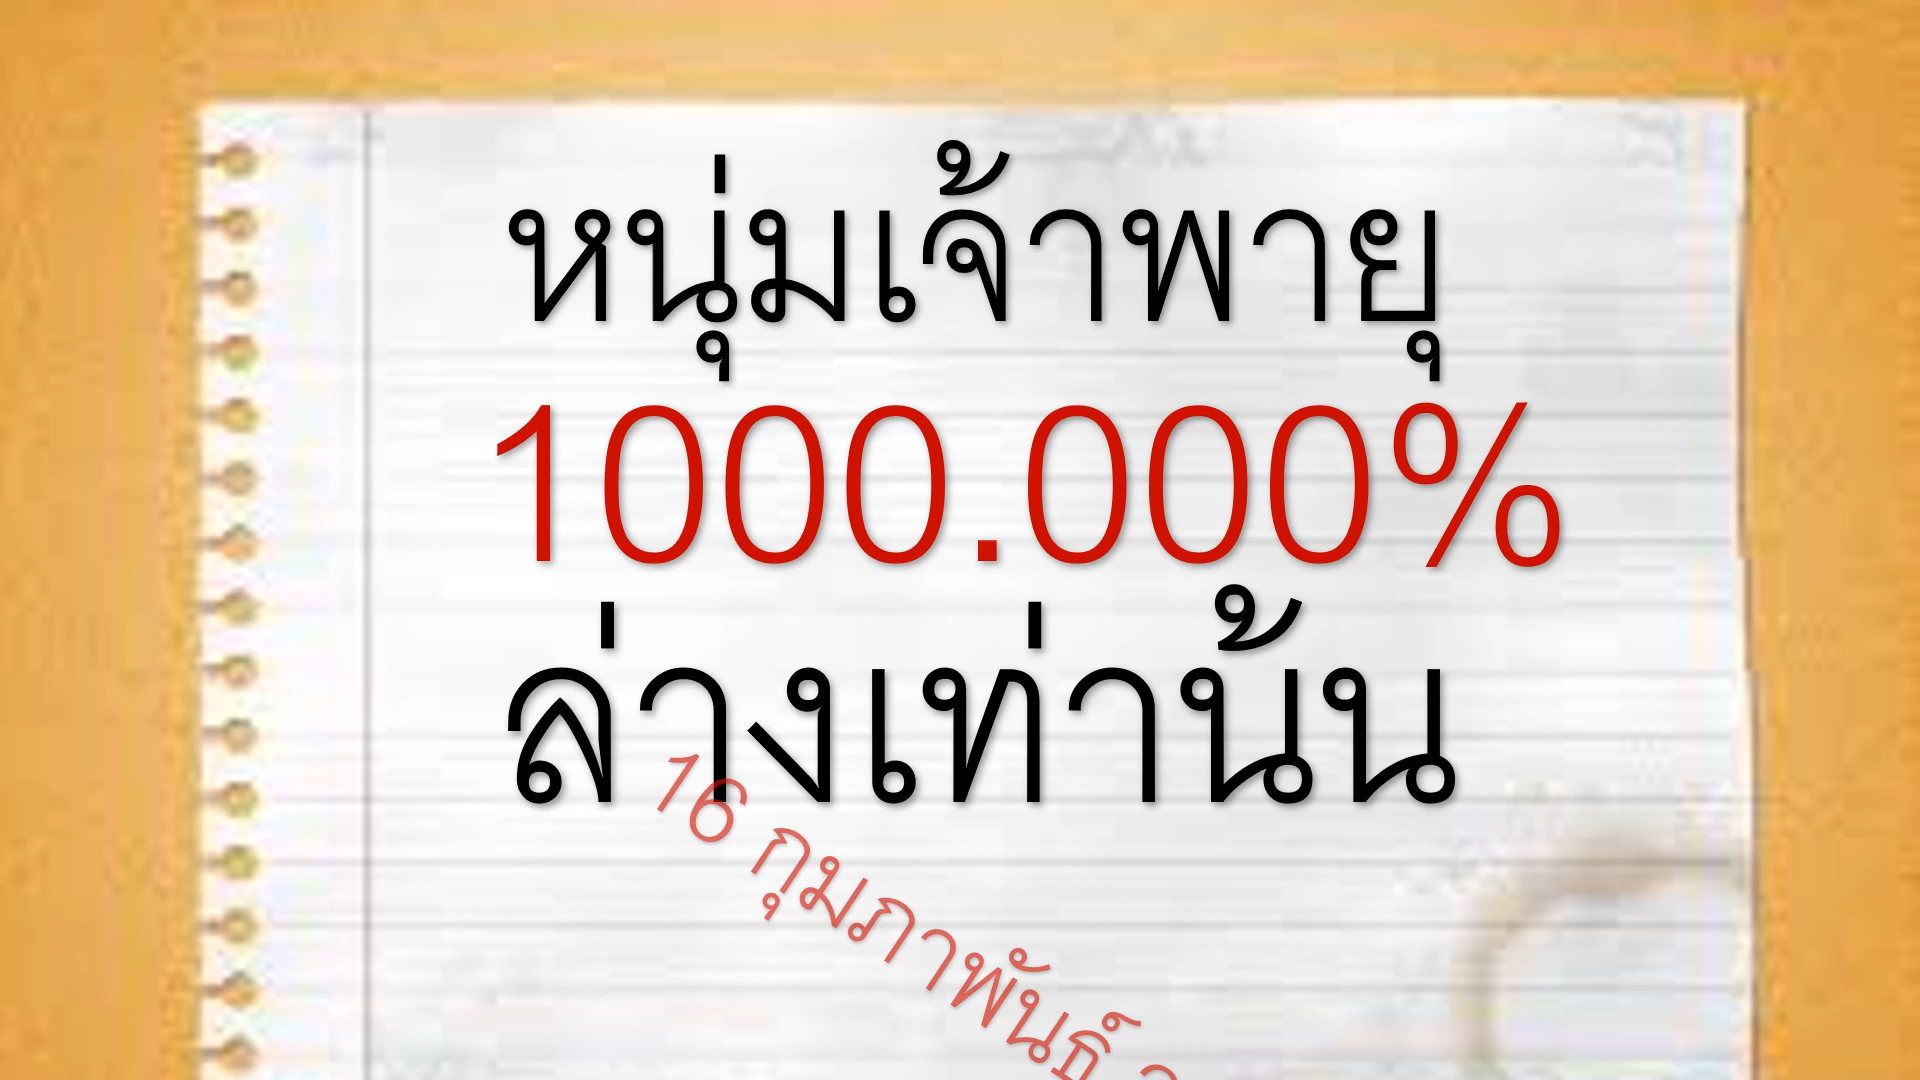 หนุ่มเจ้าพายุ
1000.000%
ล่างเท่านั้น
16 กุมภาพันธ์